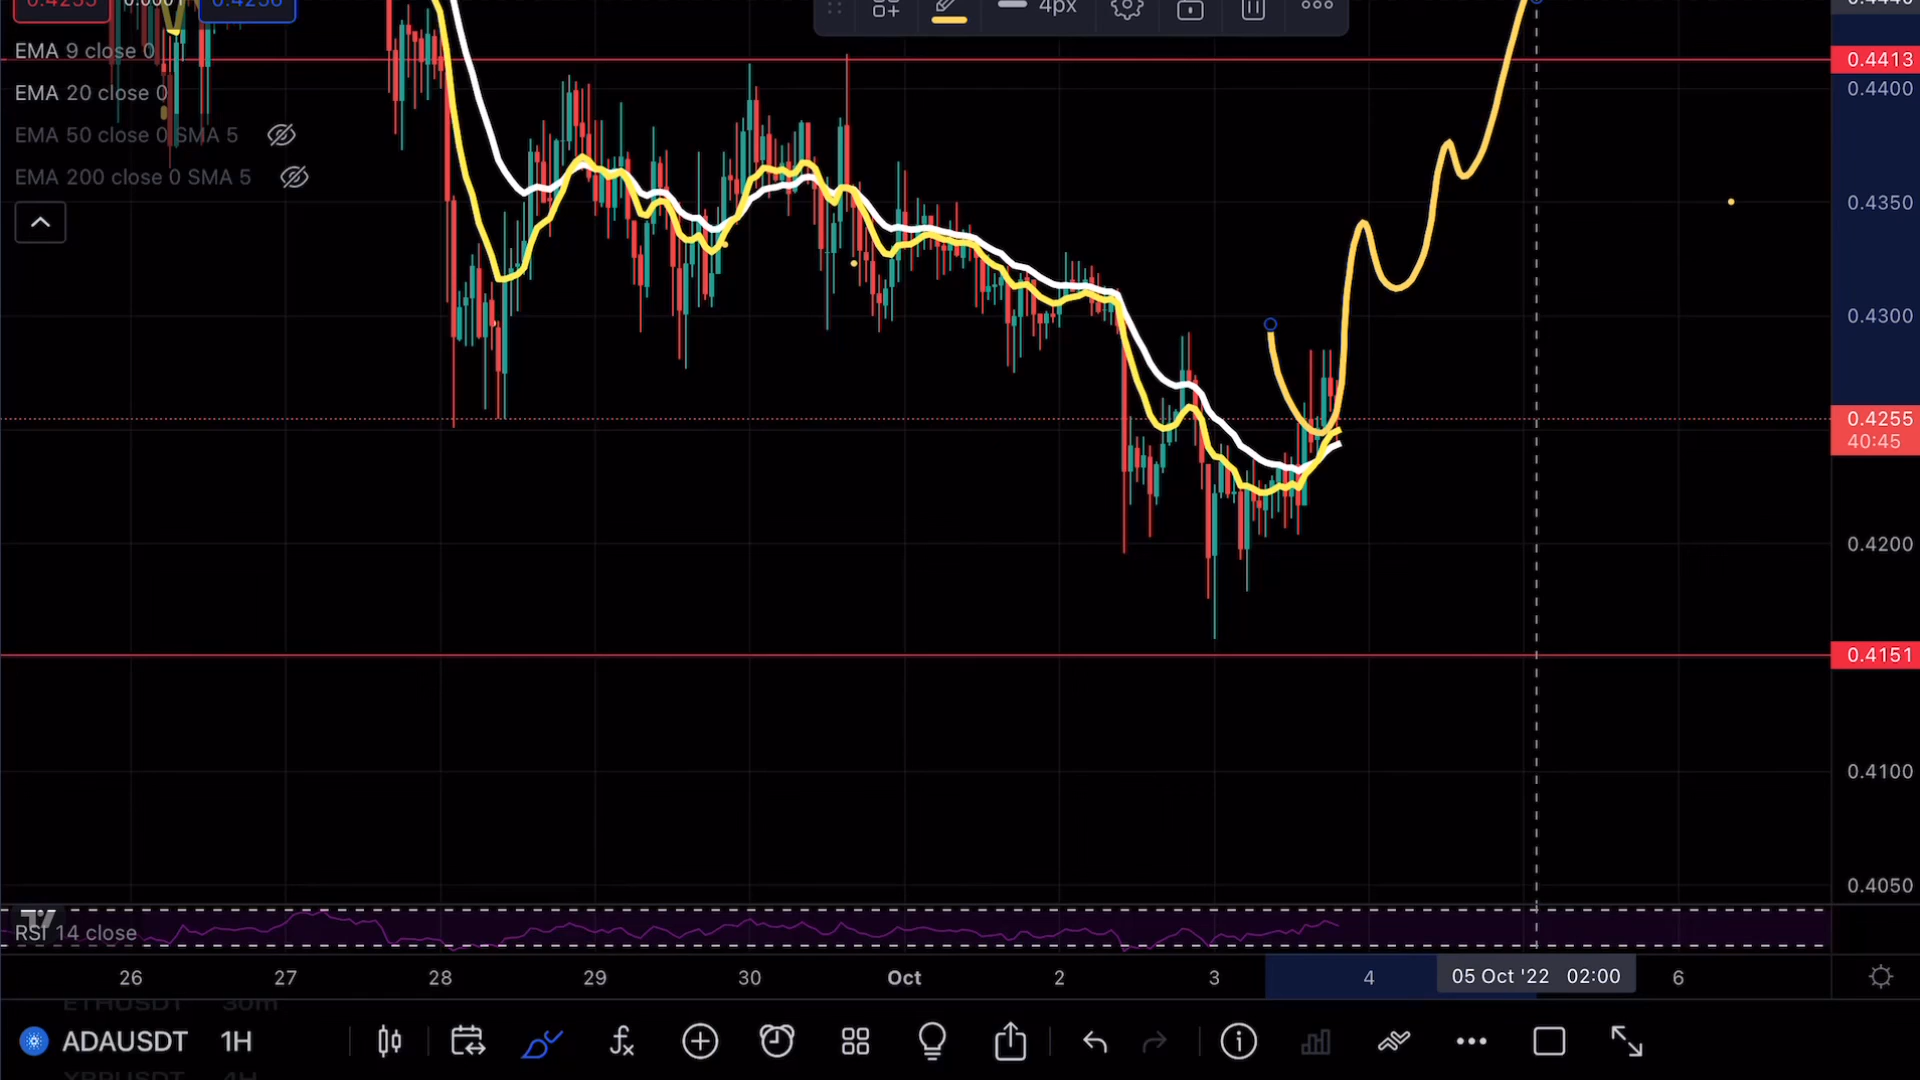 0.4255 0.0001 0.4256
4px
0.4440
EMA 9 close 0
0.4413
EMA 20 close 0
0.4400
EMA 50 close 0 SMA 5
EMA 200 close 0 SMA 5
0.4350
0.4300
0.4255
40:45
0.4200
0.4151
0.4100
0.4050
RSI 14 close
26 27 28 29 30 Oct 2 3 4 05 Oct '22 02:00 6
ETHUSDT 30m
ADAUSDT 1H
XRPUSDT 4H